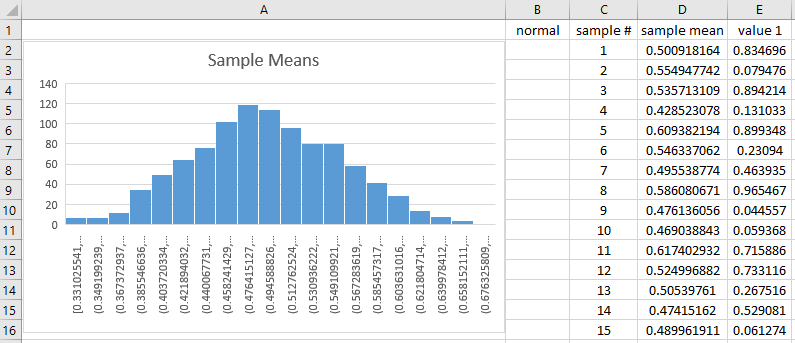 A B C D E
1 normal sample # sample mean value 1
2 1 0.500918164 0.834696
3 2 0.554947742 0.079476
4 3 0.535713109 0.894214
5 4 0.428523078 0.131033
6 5 0.609382194 0.899348
7 6 0.546337062 0.23094
8 7 0.495538774 0.463935
9 8 0.586080671 0.965467
10 9 0.476136056 0.044557
11 10 0.469038843 0.059368
12 11 0.617402932 0.715886
13 12 0.524996882 0.733116
14 13 0.50539761 0.267516
15 14 0.47415162 0.529081
16 15 0.489961911 0.061274
Sample Means
140
120
100
80
60
40
20
0
[0.331025541,...
(0.349199239,...
(0.367372937,...
(0.385546636,...
(0.403720334,...
(0.421894032,...
(0.440067731,...
(0.458241429,...
(0.476415127,...
(0.494588826,...
(0.512762524,...
(0.530936222,...
(0.549109921,...
(0.567283619,...
(0.585457317,...
(0.603631016,...
(0.621804714,...
(0.639978412,...
(0.658152111,...
(0.676325809,...